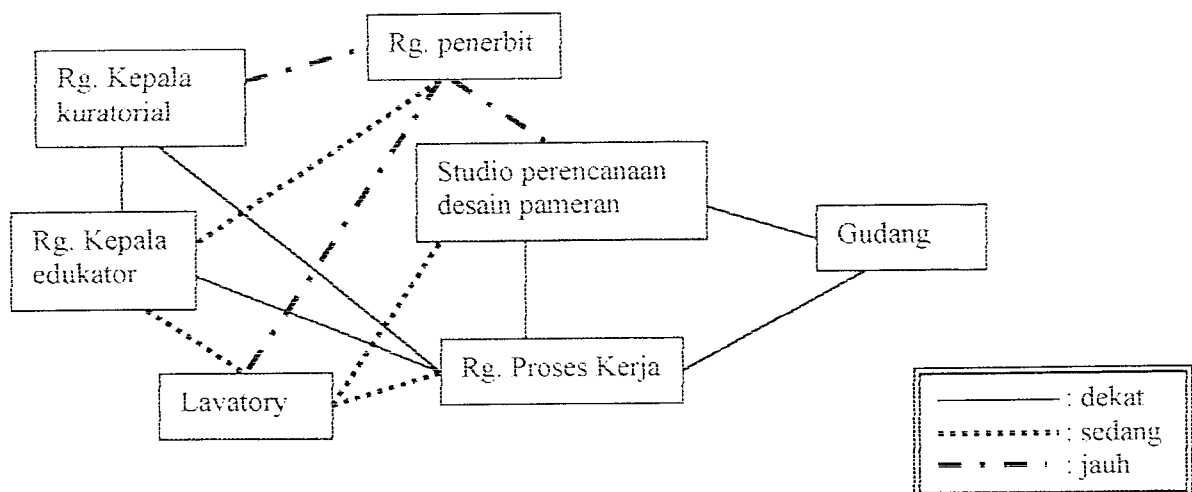 Rg. penerbit
Rg. Kepala
kuratorial
Studio perencanaan
desain pameran
Rg. Kepala
edukator
Gudang
Rg. Proses Kerja
Lavatory
: dekat
: sedang
: jauh